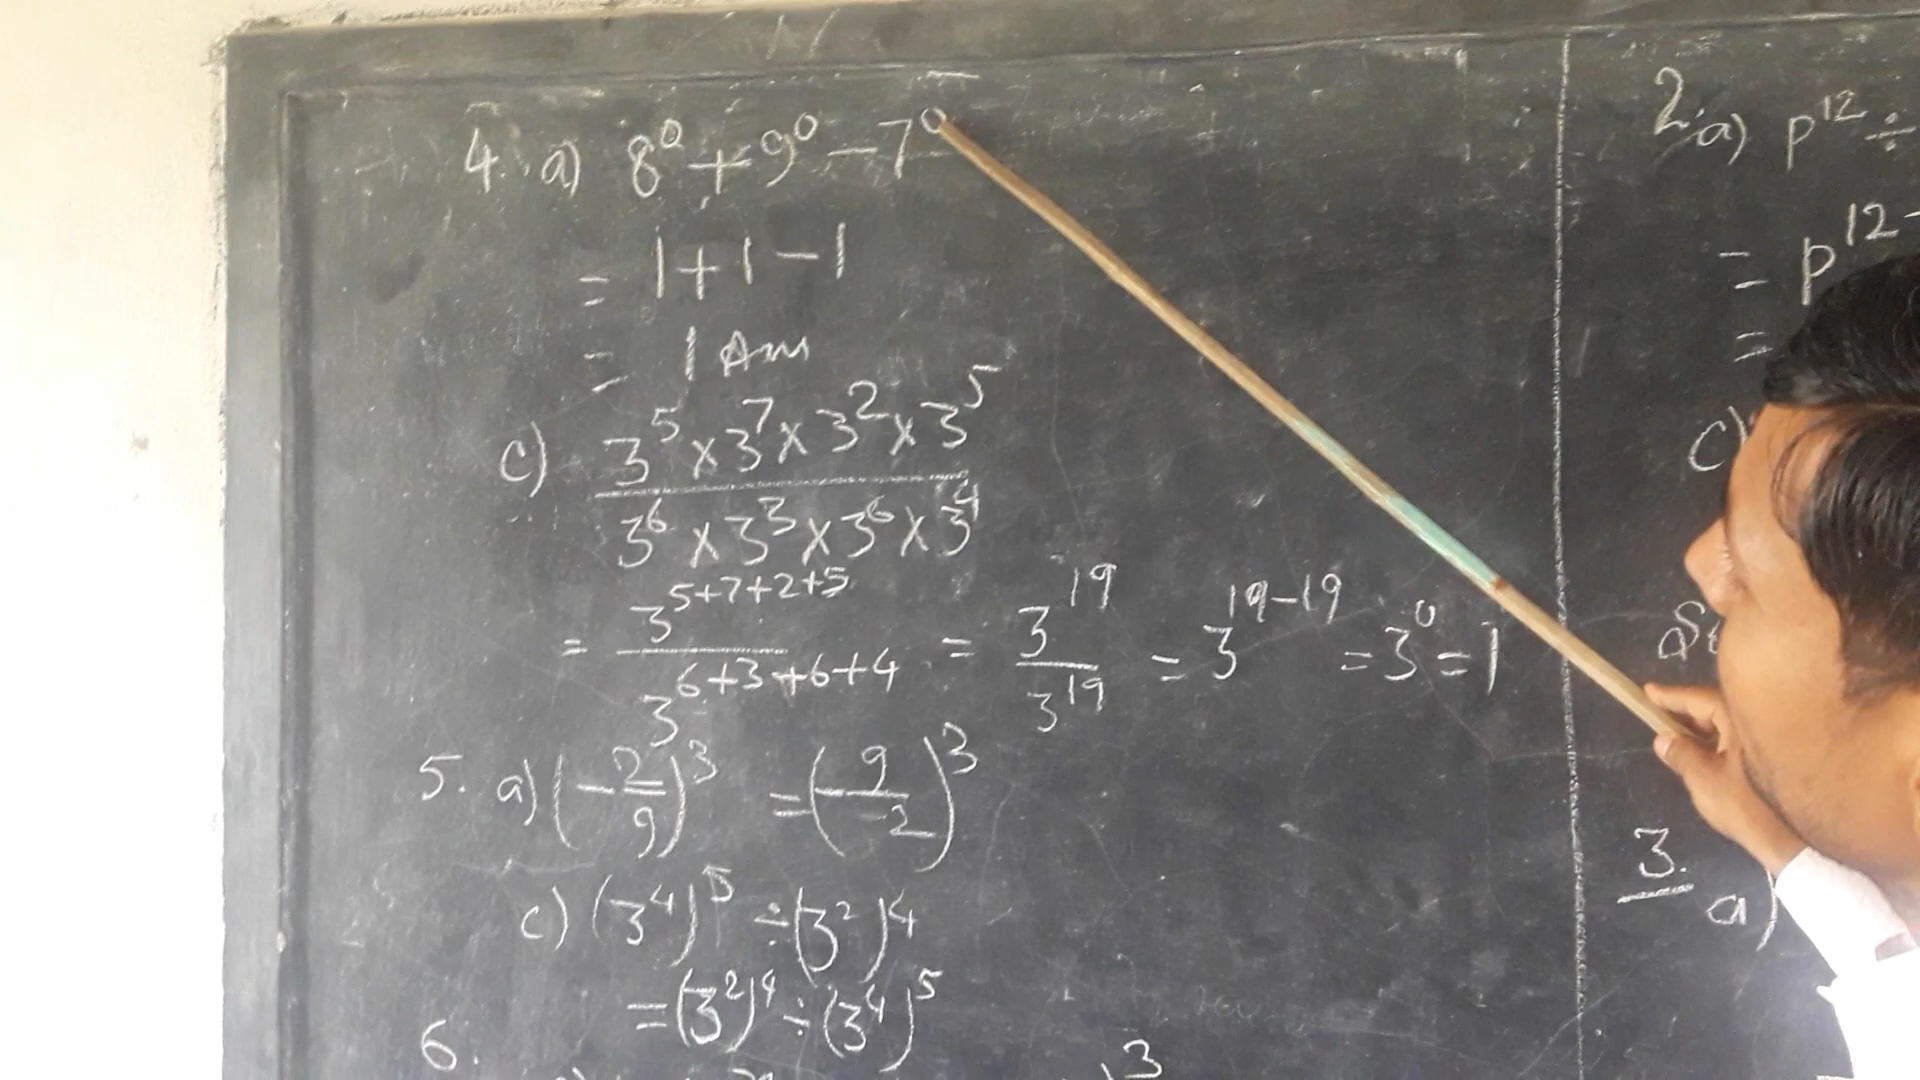 4. a) 8⁰ + 9⁰ − 7⁰
= 1 + 1 − 1
= 1 Ans
c) 3⁵ × 3⁷ × 3² × 3⁵
3⁶ × 3³ × 3⁶ × 3⁴
= 3⁵⁺⁷⁺²⁺⁵ / 3⁶⁺³⁺⁶⁺⁴ = 3¹⁹ / 3¹⁹ = 3¹⁹⁻¹⁹ = 3⁰ = 1
5. a) (−2/9)³ = (−9/−2)³
c) (3⁴)⁵ ÷ (3²)⁴
= (3²)⁴ ÷ (3⁴)⁵
6.
2. a) p¹² ÷
= p¹²⁻
=
c)
3.
a)